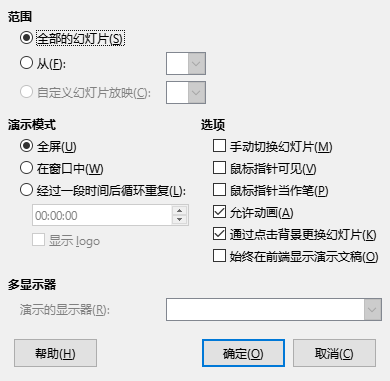 范围
全部的幻灯片(S)
从(F):
自定义幻灯片放映(C):
演示模式
全屏(U)
在窗口中(W)
经过一段时间后循环重复(L):
00:00:00
显示 logo
选项
手动切换幻灯片(M)
鼠标指针可见(V)
鼠标指针当作笔(P)
允许动画(A)
通过点击背景更换幻灯片(K)
始终在前端显示演示文稿(O)
多显示器
演示的显示器(R):
帮助(H)
确定(O)
取消(C)